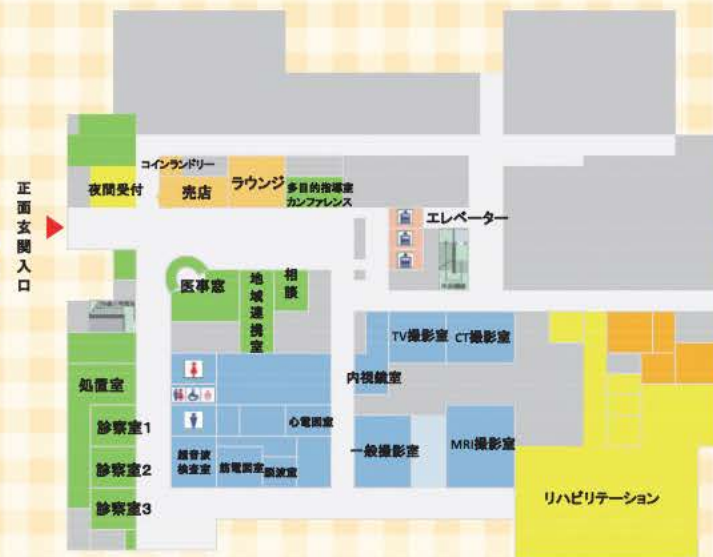 コインランドリー
夜間受付
売店
ラウンジ
多目的指導室
カンファレンス
正面玄関入口
エレベーター
医事窓
地域連携室
相談
TV撮影室
CT撮影室
処置室
内視鏡室
診察室1
心電図室
診察室2
超音波
検査室
筋電図室
脳波室
一般撮影室
MRI撮影室
診察室3
リハビリテーション